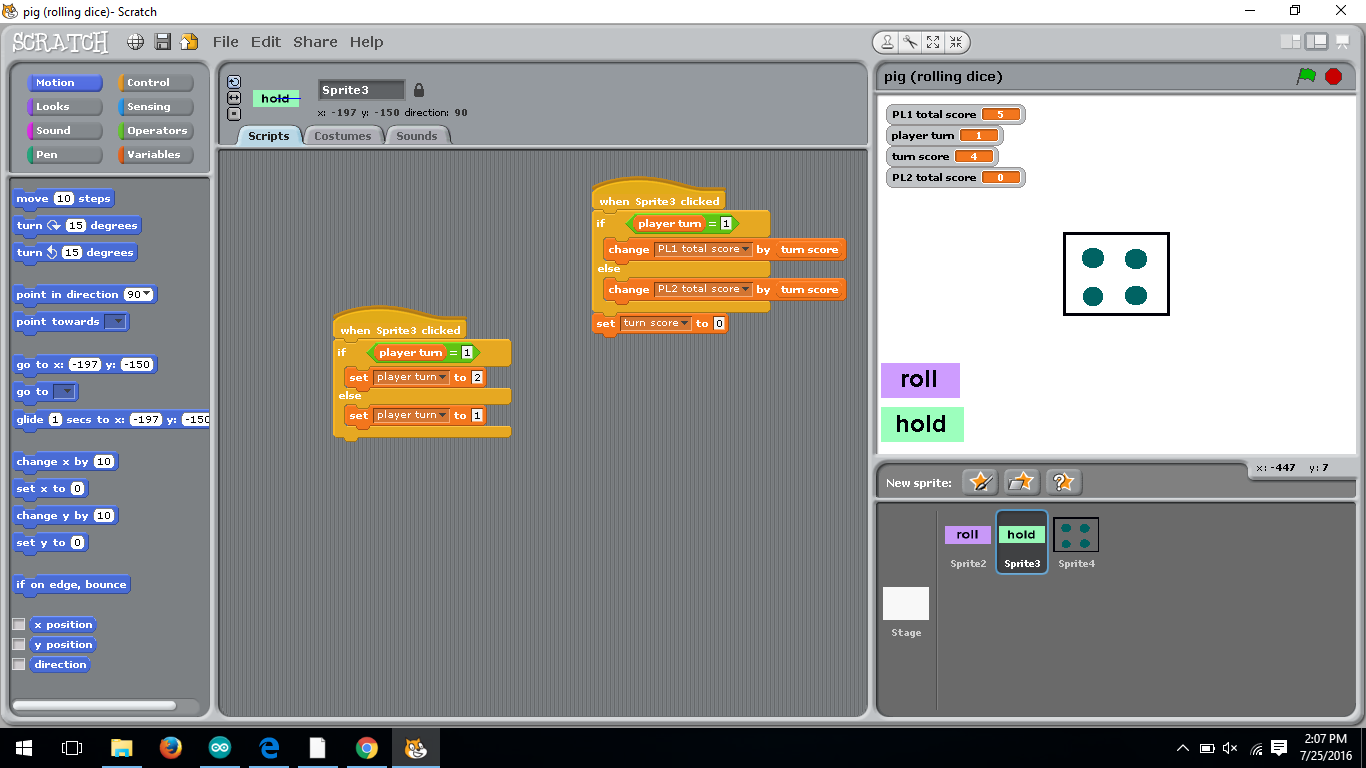 pig (rolling dice)- Scratch
SCRATCH File Edit Share Help
Motion Control
Looks Sensing
Sound Operators
Pen Variables
move 10 steps
turn 15 degrees
turn 15 degrees
point in direction 90
point towards
go to x: -197 y: -150
go to
glide 1 secs to x: -197 y: -150
change x by 10
set x to 0
change y by 10
set y to 0
if on edge, bounce
x position
y position
direction
hold
Sprite3
x: -197 y: -150 direction: 90
Scripts Costumes Sounds
when Sprite3 clicked
if player turn = 1
set player turn to 2
else
set player turn to 1
when Sprite3 clicked
if player turn = 1
change PL1 total score by turn score
else
change PL2 total score by turn score
set turn score to 0
pig (rolling dice)
PL1 total score 5
player turn 1
turn score 4
PL2 total score 0
roll
hold
x: -447 y: 7
New sprite:
roll hold
Sprite2 Sprite3 Sprite4
Stage
2:07 PM
7/25/2016